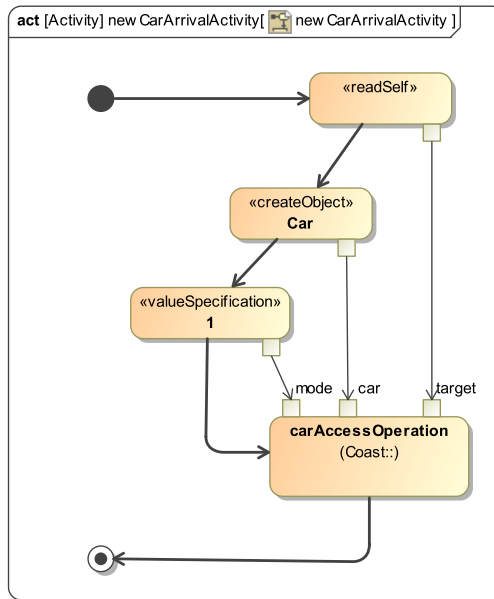 act [Activity] new CarArrivalActivity[ new CarArrivalActivity ]
«readSelf»
«createObject»
Car
«valueSpecification»
1
mode car target
carAccessOperation
(Coast::)